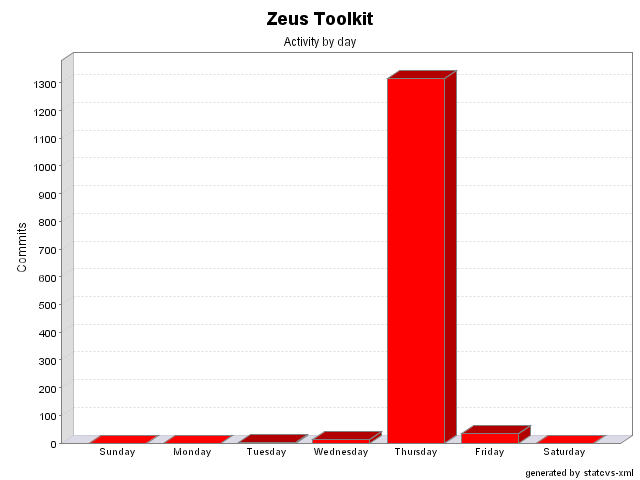 Zeus Toolkit
Activity by day
1300
1200
1100
1000
900
800
700
600
500
400
300
200
100
0
Commits
Sunday Monday Tuesday Wednesday Thursday Friday Saturday
generated by statcvs-xml